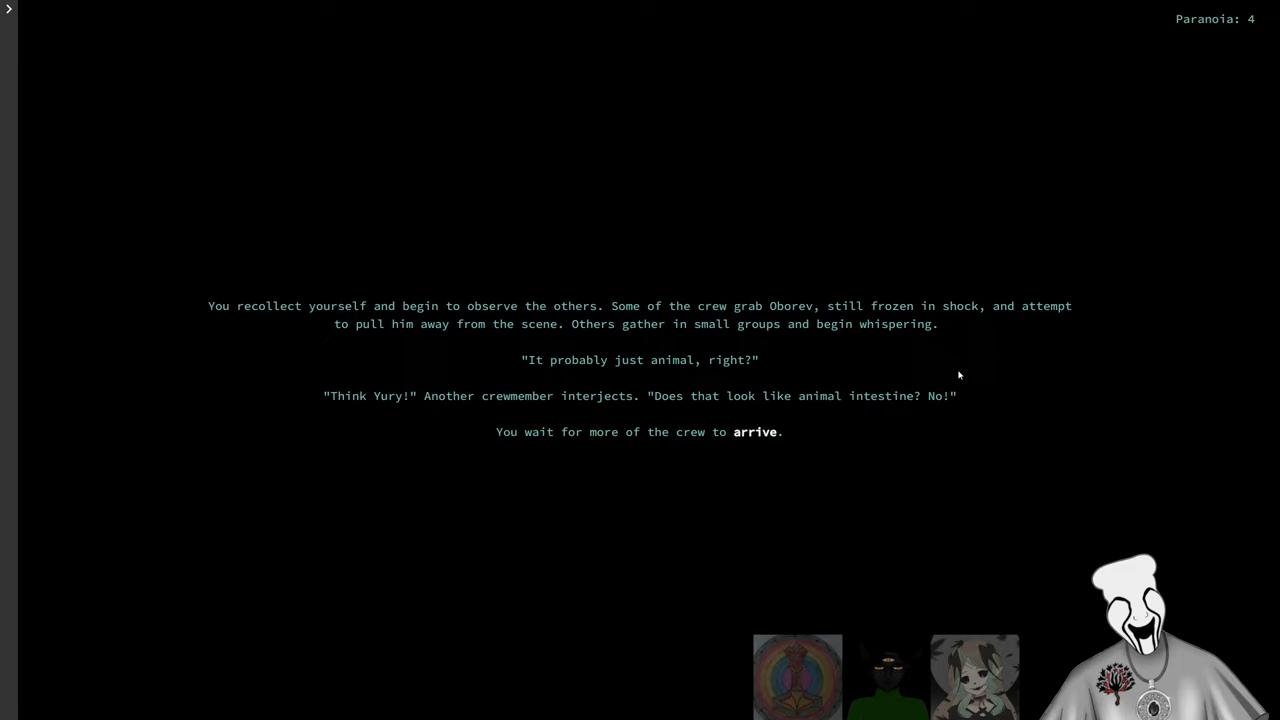 Paranoia: 4
You recollect yourself and begin to observe the others. Some of the crew grab Oborev, still frozen in shock, and attempt
to pull him away from the scene. Others gather in small groups and begin whispering.
"It probably just animal, right?"
"Think Yury!" Another crewmember interjects. "Does that look like animal intestine? No!"
You wait for more of the crew to arrive.